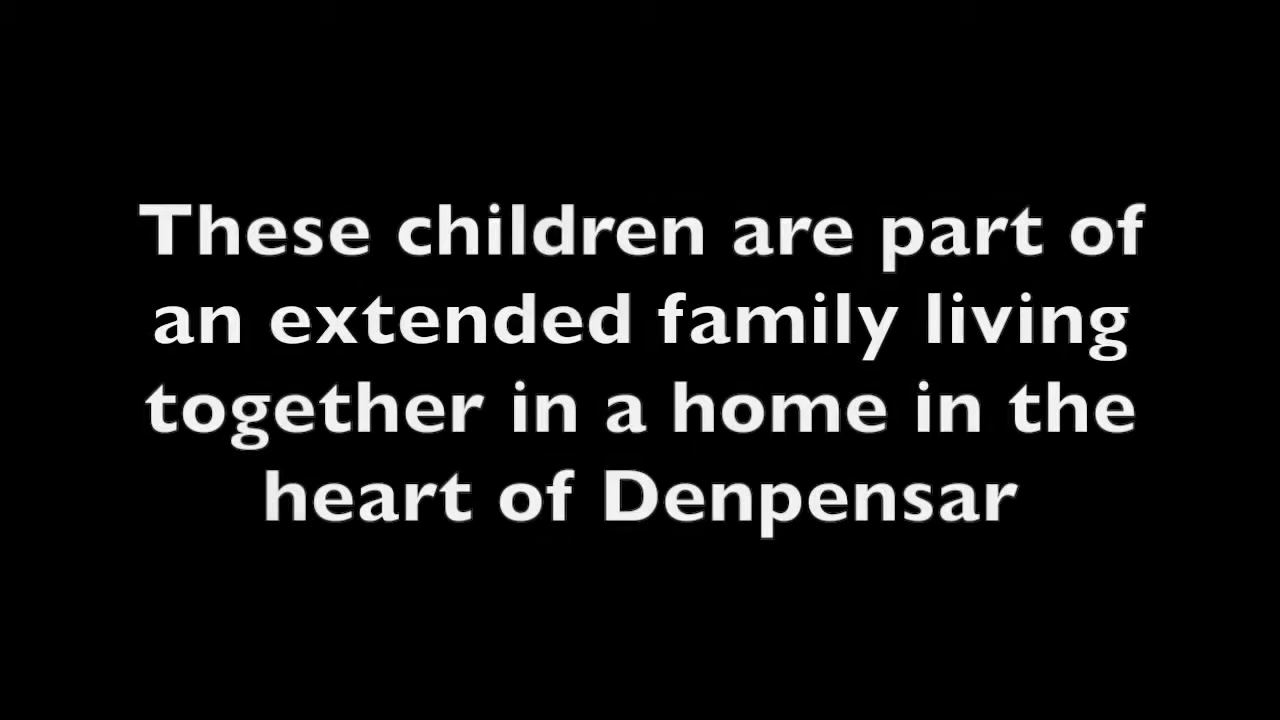 These children are part of
an extended family living
together in a home in the
heart of Denpensar